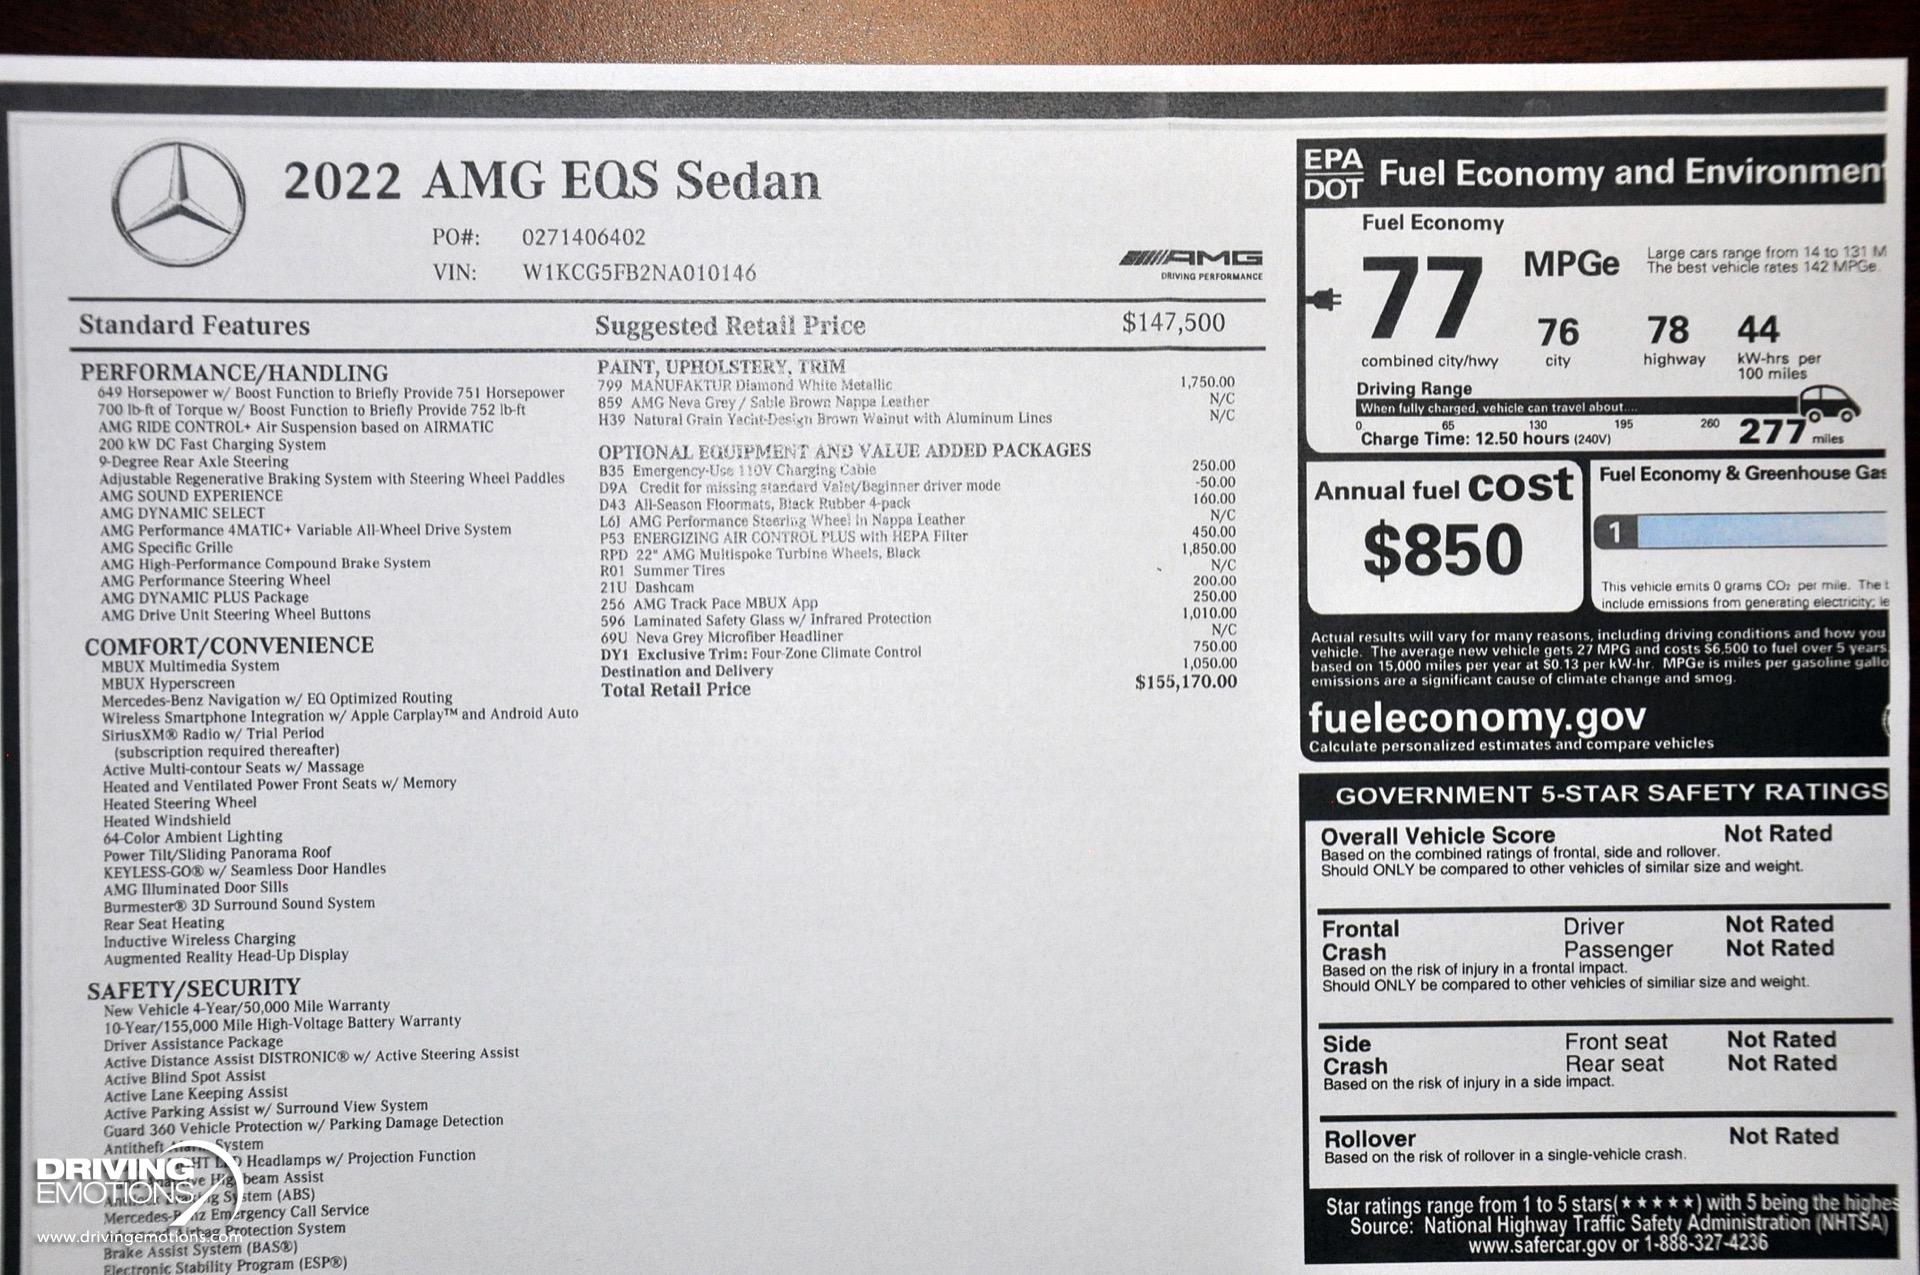 2022 AMG EQS Sedan
PO#: 0271406402
VIN: W1KCG5FB2NA010146
AMG
DRIVING PERFORMANCE
Standard Features
PERFORMANCE/HANDLING
649 Horsepower w/ Boost Function to Briefly Provide 751 Horsepower
700 lb-ft of Torque w/ Boost Function to Briefly Provide 752 lb-ft
AMG RIDE CONTROL+ Air Suspension based on AIRMATIC
200 kW DC Fast Charging System
9-Degree Rear Axle Steering
Adjustable Regenerative Braking System with Steering Wheel Paddles
AMG SOUND EXPERIENCE
AMG DYNAMIC SELECT
AMG Performance 4MATIC+ Variable All-Wheel Drive System
AMG Specific Grille
AMG High-Performance Compound Brake System
AMG Performance Steering Wheel
AMG DYNAMIC PLUS Package
AMG Drive Unit Steering Wheel Buttons
COMFORT/CONVENIENCE
MBUX Multimedia System
MBUX Hyperscreen
Mercedes-Benz Navigation w/ EQ Optimized Routing
Wireless Smartphone Integration w/ Apple Carplay™ and Android Auto
SiriusXM® Radio w/ Trial Period
(subscription required thereafter)
Active Multi-contour Seats w/ Massage
Heated and Ventilated Power Front Seats w/ Memory
Heated Steering Wheel
Heated Windshield
64-Color Ambient Lighting
Power Tilt/Sliding Panorama Roof
KEYLESS-GO® w/ Seamless Door Handles
AMG Illuminated Door Sills
Burmester® 3D Surround Sound System
Rear Seat Heating
Inductive Wireless Charging
Augmented Reality Head-Up Display
SAFETY/SECURITY
New Vehicle 4-Year/50,000 Mile Warranty
10-Year/155,000 Mile High-Voltage Battery Warranty
Driver Assistance Package
Active Distance Assist DISTRONIC® w/ Active Steering Assist
Active Blind Spot Assist
Active Lane Keeping Assist
Active Parking Assist w/ Surround View System
Guard 360 Vehicle Protection w/ Parking Damage Detection
Antitheft System
Headlamps w/ Projection Function
Assist
System (ABS)
Emergency Call Service
Protection System
Brake Assist System (BAS®)
Electronic Stability Program (ESP®)
Suggested Retail Price $147,500
PAINT, UPHOLSTERY, TRIM
799 MANUFAKTUR Diamond White Metallic 1,750.00
859 AMG Neva Grey / Sable Brown Nappa Leather N/C
H39 Natural Grain Yacht-Design Brown Walnut with Aluminum Lines N/C
OPTIONAL EQUIPMENT AND VALUE ADDED PACKAGES
B35 Emergency-Use 110V Charging Cable 250.00
D9A Credit for missing standard Valet/Beginner driver mode -50.00
D43 All-Season Floormats, Black Rubber 4-pack 160.00
L6J AMG Performance Steering Wheel in Nappa Leather N/C
P53 ENERGIZING AIR CONTROL PLUS with HEPA Filter 450.00
RPD 22" AMG Multispoke Turbine Wheels, Black 1,850.00
R01 Summer Tires N/C
21U Dashcam 200.00
256 AMG Track Pace MBUX App 250.00
596 Laminated Safety Glass w/ Infrared Protection 1,010.00
69U Neva Grey Microfiber Headliner N/C
DY1 Exclusive Trim: Four-Zone Climate Control 750.00
Destination and Delivery 1,050.00
Total Retail Price $155,170.00
EPA
DOT
Fuel Economy and Environment
Fuel Economy
77 MPGe
combined city/hwy
Large cars range from 14 to 131 M
The best vehicle rates 142 MPGe.
76 78 44
city highway kW-hrs per
100 miles
Driving Range
When fully charged, vehicle can travel about....
0 65 130 195 260 277 miles
Charge Time: 12.50 hours (240V)
Annual fuel cost
$850
Fuel Economy & Greenhouse Gas
1
This vehicle emits 0 grams CO2 per mile. The
include emissions from generating electricity; le
Actual results will vary for many reasons, including driving conditions and how you
vehicle. The average new vehicle gets 27 MPG and costs $6,500 to fuel over 5 years.
based on 15,000 miles per year at $0.13 per kW-hr. MPGe is miles per gasoline gallo
emissions are a significant cause of climate change and smog.
fueleconomy.gov
Calculate personalized estimates and compare vehicles
GOVERNMENT 5-STAR SAFETY RATINGS
Overall Vehicle Score Not Rated
Based on the combined ratings of frontal, side and rollover.
Should ONLY be compared to other vehicles of similar size and weight.
Frontal Driver Not Rated
Crash Passenger Not Rated
Based on the risk of injury in a frontal impact.
Should ONLY be compared to other vehicles of similiar size and weight.
Side Front seat Not Rated
Crash Rear seat Not Rated
Based on the risk of injury in a side impact.
Rollover Not Rated
Based on the risk of rollover in a single-vehicle crash.
Star ratings range from 1 to 5 stars(★★★★★) with 5 being the highes
Source: National Highway Traffic Safety Administration (NHTSA)
www.safercar.gov or 1-888-327-4236
DRIVING
EMOTIONS
www.drivingemotions.com